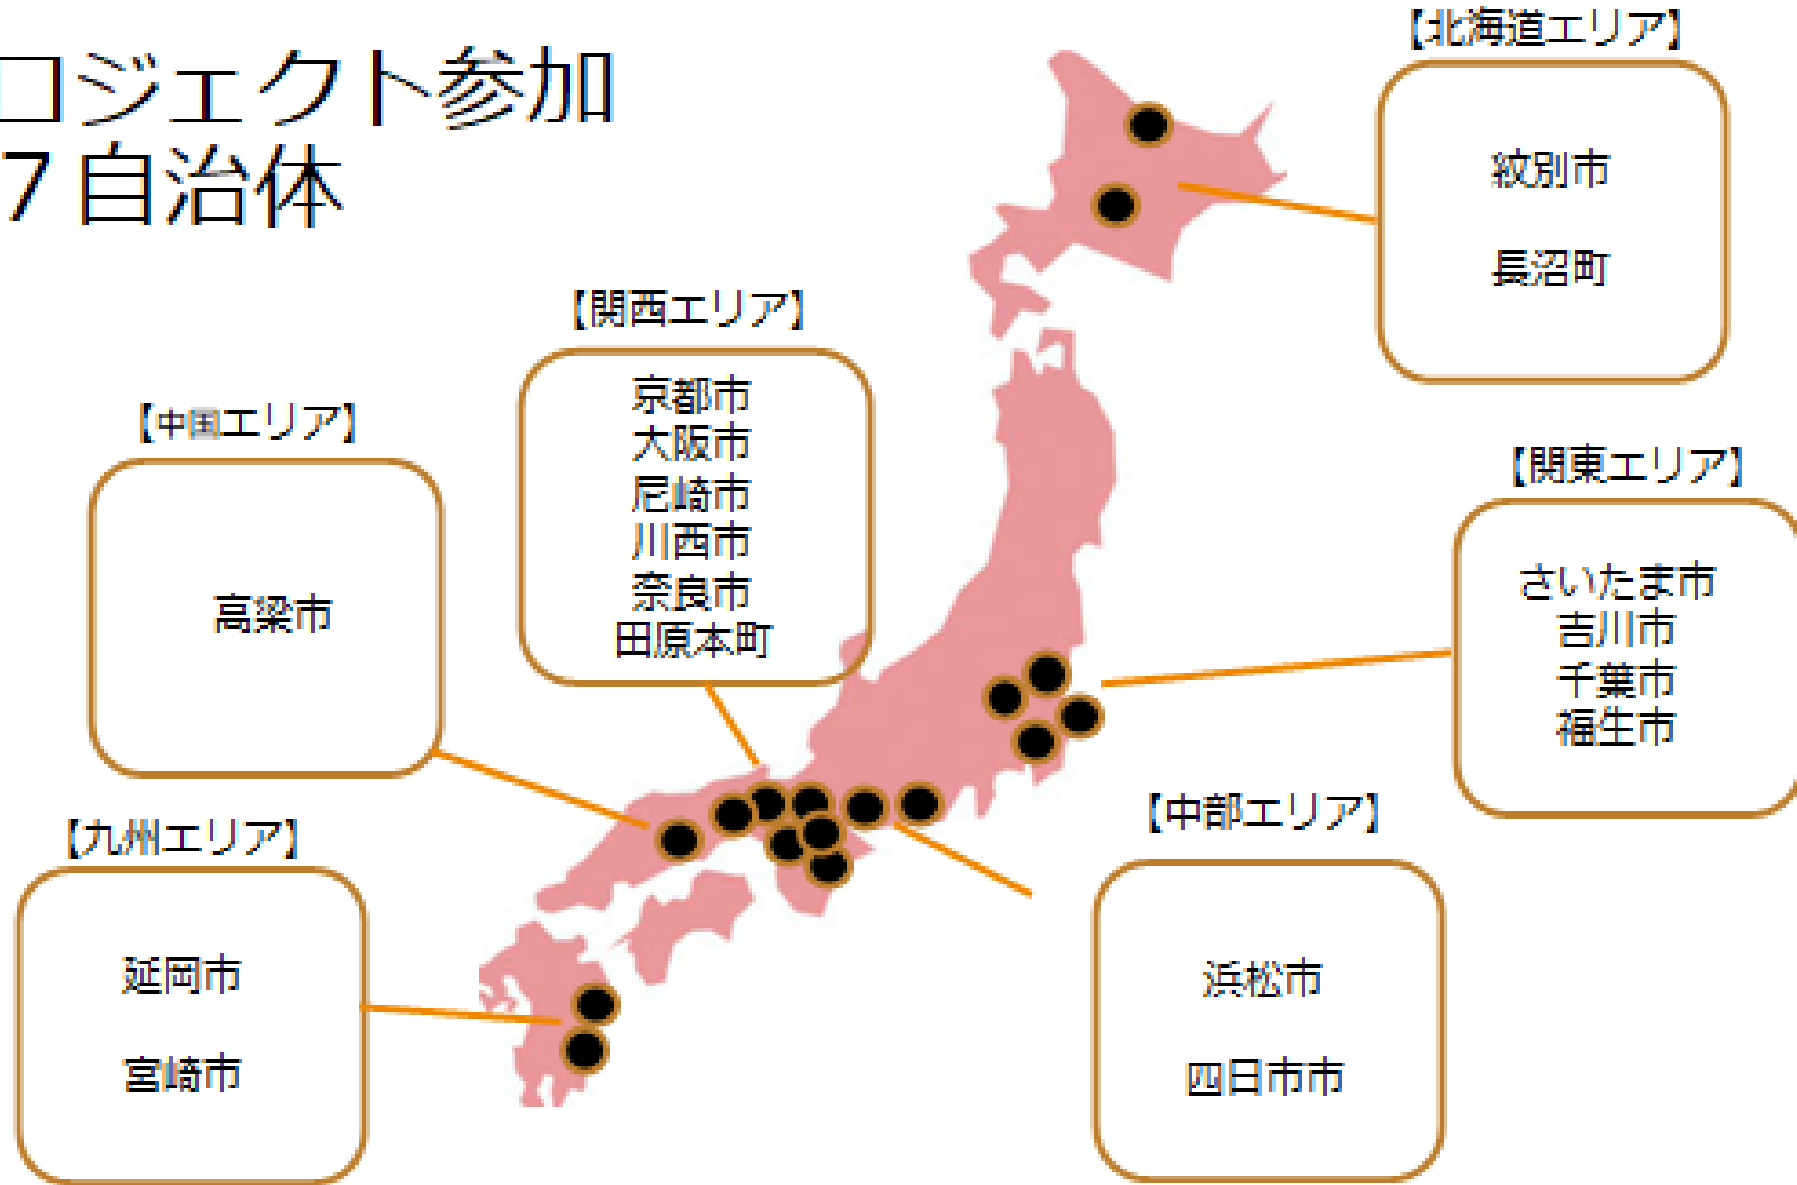 ロジェクト参加
7自治体
【北海道エリア】
紋別市
長沼町
【関西エリア】
京都市
大阪市
尼崎市
川西市
奈良市
田原本町
【中国エリア】
高梁市
【関東エリア】
さいたま市
吉川市
千葉市
福生市
【九州エリア】
延岡市
宮崎市
【中部エリア】
浜松市
四日市市